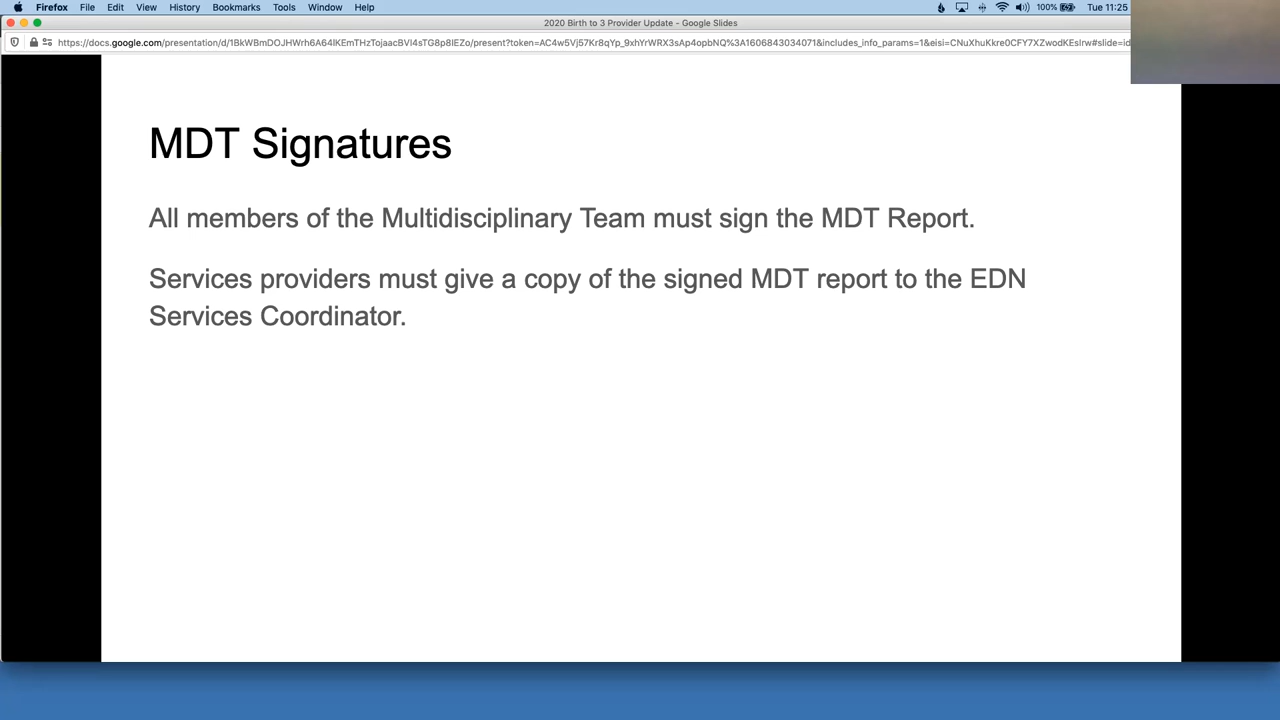 Firefox File Edit View History Bookmarks Tools Window Help 100% Tue 11:25
2020 Birth to 3 Provider Update - Google Slides
MDT Signatures
All members of the Multidisciplinary Team must sign the MDT Report.
Services providers must give a copy of the signed MDT report to the EDN
Services Coordinator.